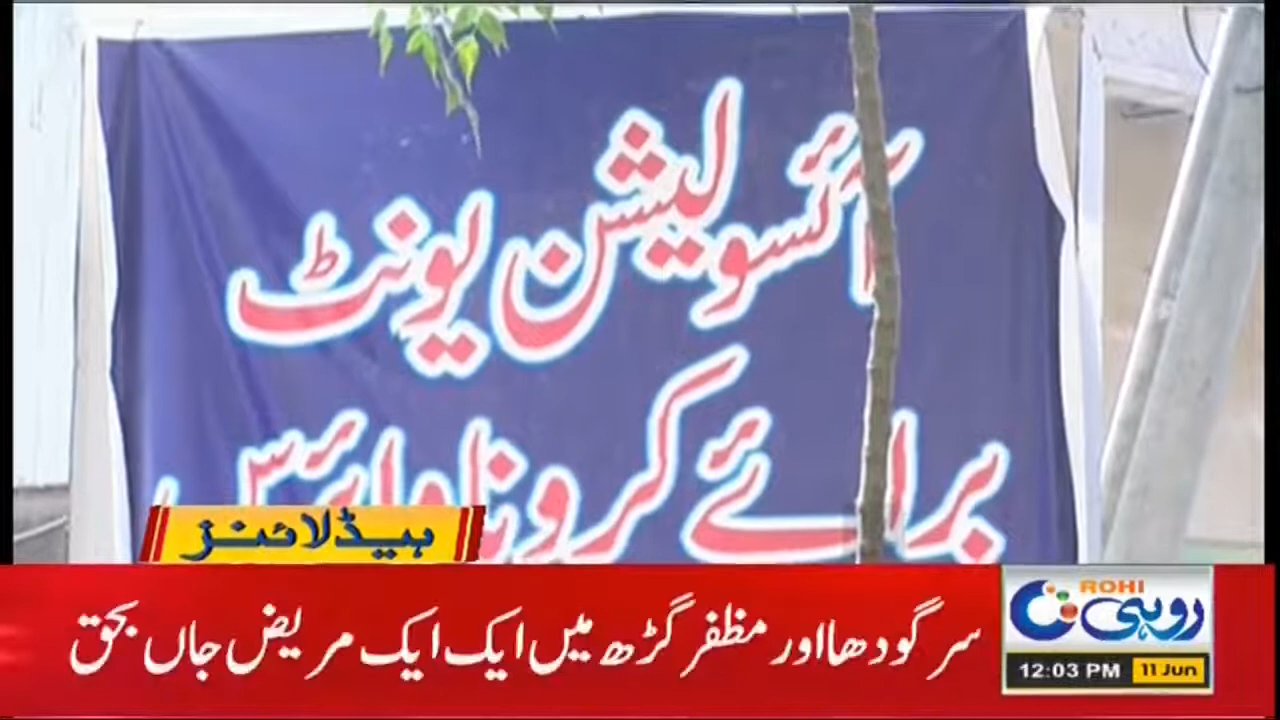 آئسولیشن یونٹ
برائے کرونا وائرس
ہیڈلائنز
سرگودھا اور مظفر گڑھ میں ایک ایک مریض جاں بحق
ROHI
روہی
12:03 PM 11 Jun